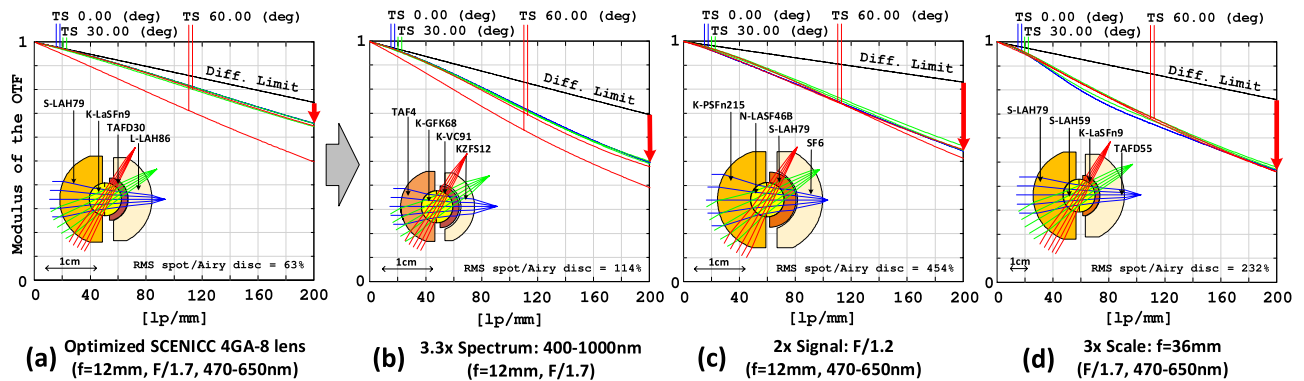 TS 0.00 (deg) TS 60.00 (deg)
TS 30.00 (deg)
Modulus of the OTF
1
0
Diff. Limit
S-LAH79
K-LaSFn9
TAFD30
L-LAH86
1cm
RMS spot/Airy disc = 63%
0 40 80 120 160 200
[lp/mm]
(a) Optimized SCENICC 4GA-8 lens
(f=12mm, F/1.7, 470-650nm)
TS 0.00 (deg) TS 60.00 (deg)
TS 30.00 (deg)
1
0
Diff. Limit
TAF4
K-GFK68
K-VC91
KZFS12
1cm
RMS spot/Airy disc = 114%
0 40 80 120 160 200
[lp/mm]
(b) 3.3x Spectrum: 400-1000nm
(f=12mm, F/1.7)
TS 0.00 (deg) TS 60.00 (deg)
TS 30.00 (deg)
1
0
Diff. Limit
K-PSFn215
N-LASF46B
S-LAH79
SF6
1cm
RMS spot/Airy disc = 454%
0 40 80 120 160 200
[lp/mm]
(c) 2x Signal: F/1.2
(f=12mm, 470-650nm)
TS 0.00 (deg) TS 60.00 (deg)
TS 30.00 (deg)
1
0
Diff. Limit
S-LAH79
S-LAH59
K-LaSFn9
TAFD55
1cm
RMS spot/Airy disc = 232%
0 40 80 120 160 200
[lp/mm]
(d) 3x Scale: f=36mm
(F/1.7, 470-650nm)